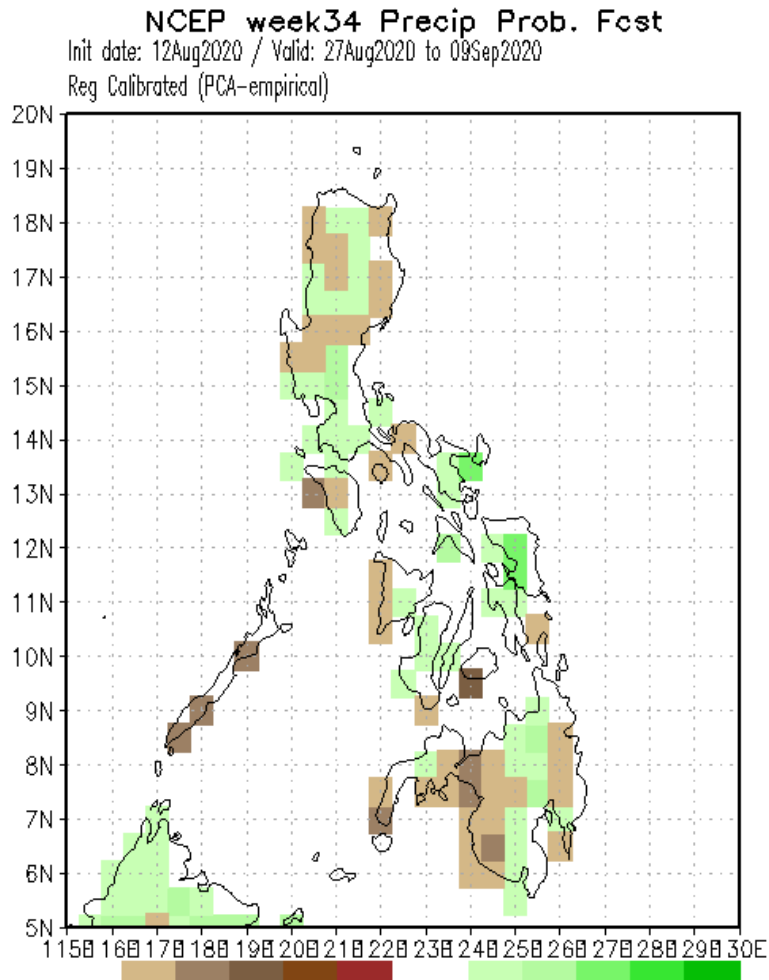 NCEP week34 Precip Prob. Fcst
Init date: 12Aug2020 / Valid: 27Aug2020 to 09Sep2020
Reg Calibrated (PCA-empirical)
20N
19N
18N
17N
16N
15N
14N
13N
12N
11N
10N
9N
8N
7N
6N
5N
115E 116E 117E 118E 119E 120E 121E 122E 123E 124E 125E 126E 127E 128E 129E 130E